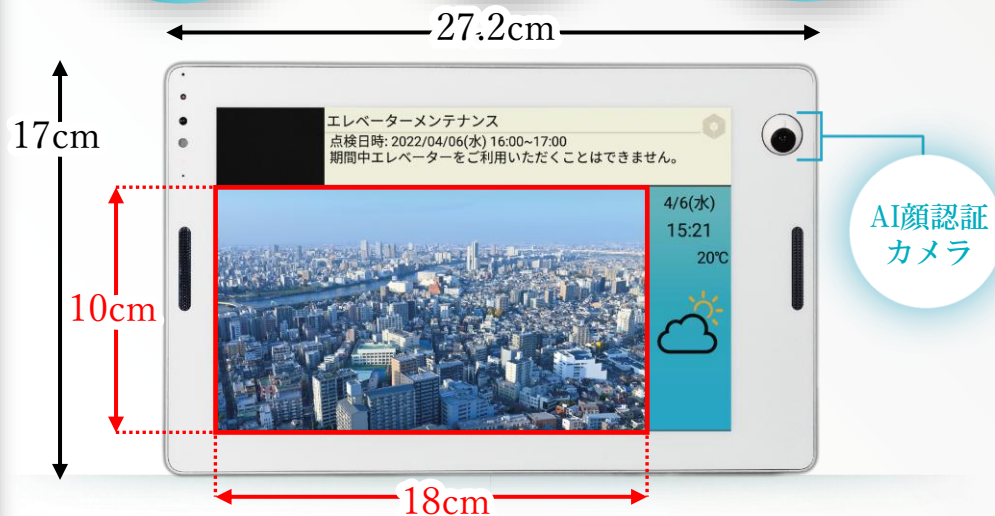 27.2cm
17cm
エレベーターメンテナンス
点検日時: 2022/04/06(水) 16:00~17:00
期間中エレベーターをご利用いただくことはできません。
4/6(水)
15:21
20℃
AI顔認証
カメラ
10cm
18cm